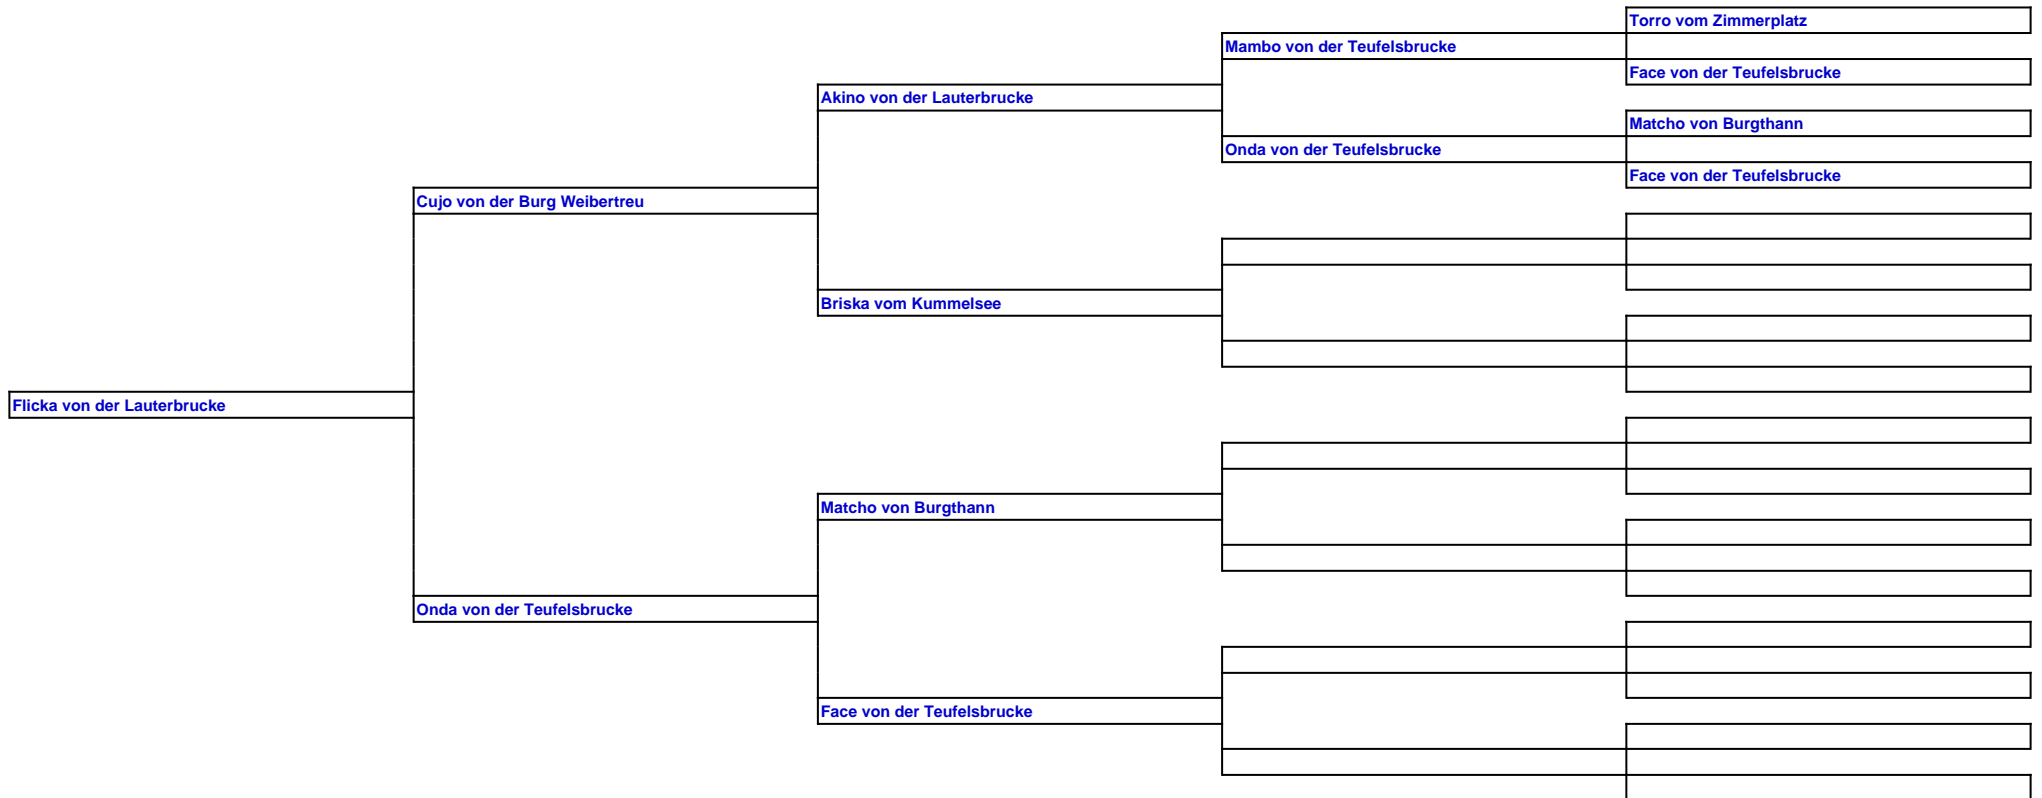 Torro vom Zimmerplatz
Mambo von der Teufelsbrucke
Face von der Teufelsbrucke
Akino von der Lauterbrucke
Matcho von Burgthann
Onda von der Teufelsbrucke
Face von der Teufelsbrucke
Cujo von der Burg Weibertreu
Briska vom Kummelsee
Flicka von der Lauterbrucke
Matcho von Burgthann
Onda von der Teufelsbrucke
Face von der Teufelsbrucke